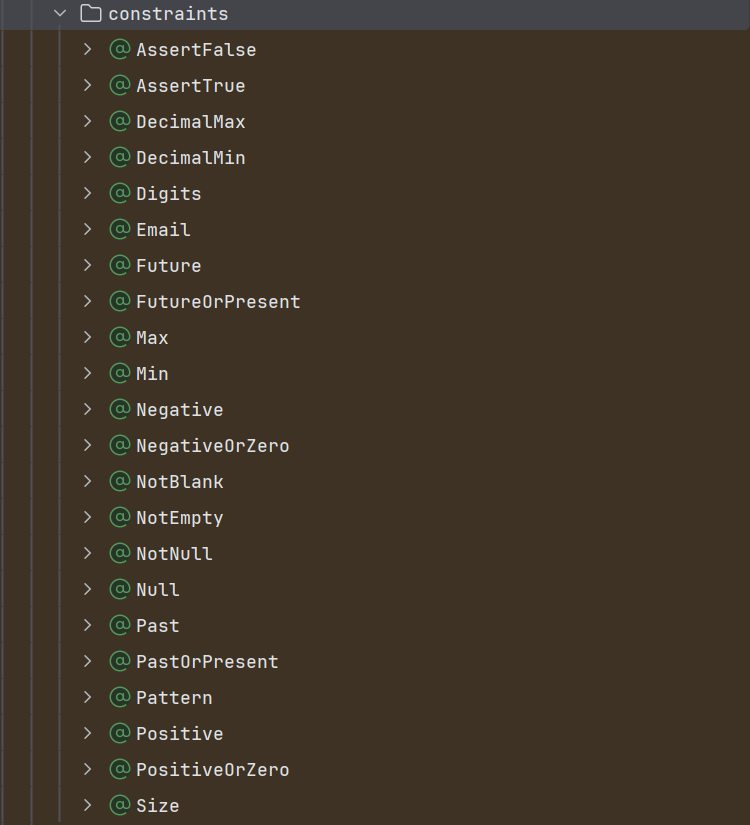 constraints
@ AssertFalse
@ AssertTrue
@ DecimalMax
@ DecimalMin
@ Digits
@ Email
@ Future
@ FutureOrPresent
@ Max
@ Min
@ Negative
@ NegativeOrZero
@ NotBlank
@ NotEmpty
@ NotNull
@ Null
@ Past
@ PastOrPresent
@ Pattern
@ Positive
@ PositiveOrZero
@ Size